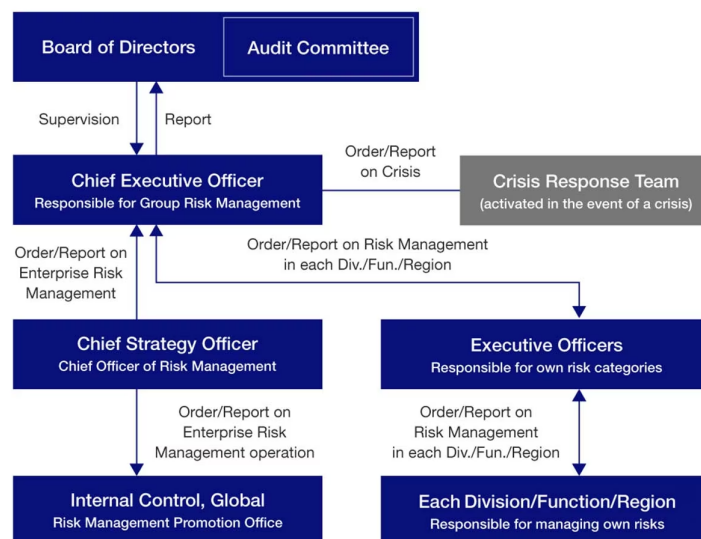 Board of Directors
Audit Committee
Supervision
Report
Chief Executive Officer
Responsible for Group Risk Management
Order/Report
on Crisis
Crisis Response Team
(activated in the event of a crisis)
Order/Report on
Enterprise Risk
Management
Order/Report on Risk Management
in each Div./Fun./Region
Chief Strategy Officer
Chief Officer of Risk Management
Executive Officers
Responsible for own risk categories
Order/Report on
Enterprise Risk
Management operation
Order/Report on
Risk Management
in each Div./Fun./Region
Internal Control, Global
Risk Management Promotion Office
Each Division/Function/Region
Responsible for managing own risks